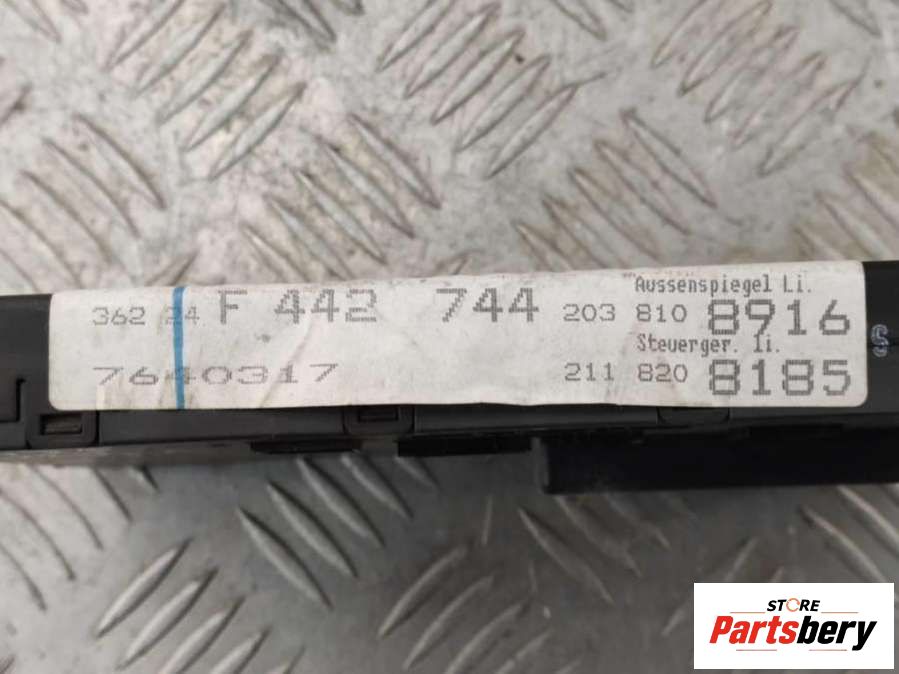 Aussenspiegel Li.
362 24 F 442 744 203 810 8916
Steuerger. li.
7640317 211 820 8185
S
STORE
Partsbery